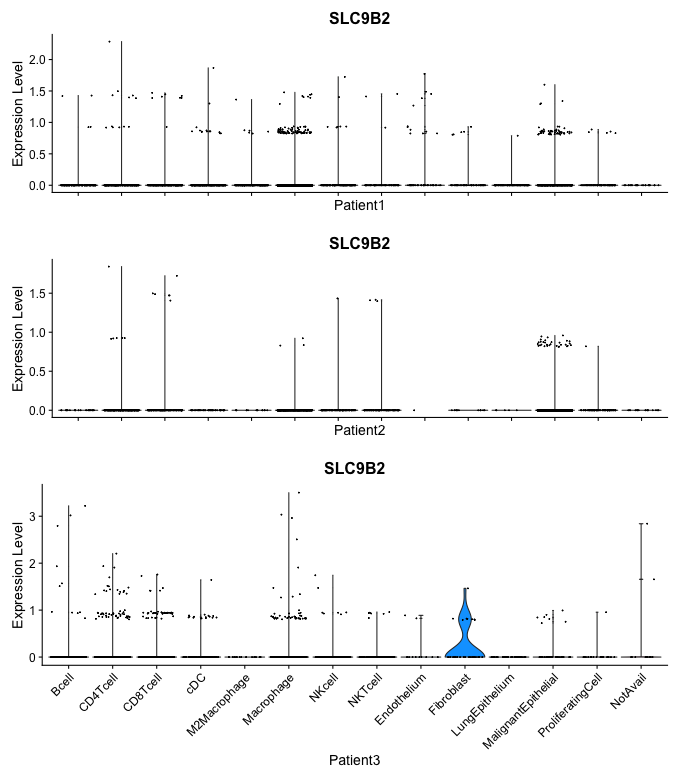 SLC9B2
Expression Level
2.0
1.5
1.0
0.5
0.0
Patient1
SLC9B2
Expression Level
1.5
1.0
0.5
0.0
Patient2
SLC9B2
Expression Level
3
2
1
0
Bcell
CD4Tcell
CD8Tcell
cDC
M2Macrophage
Macrophage
NKcell
NKTcell
Endothelium
Fibroblast
LungEpithelium
MalignantEpithelial
ProliferatingCell
NotAvail
Patient3